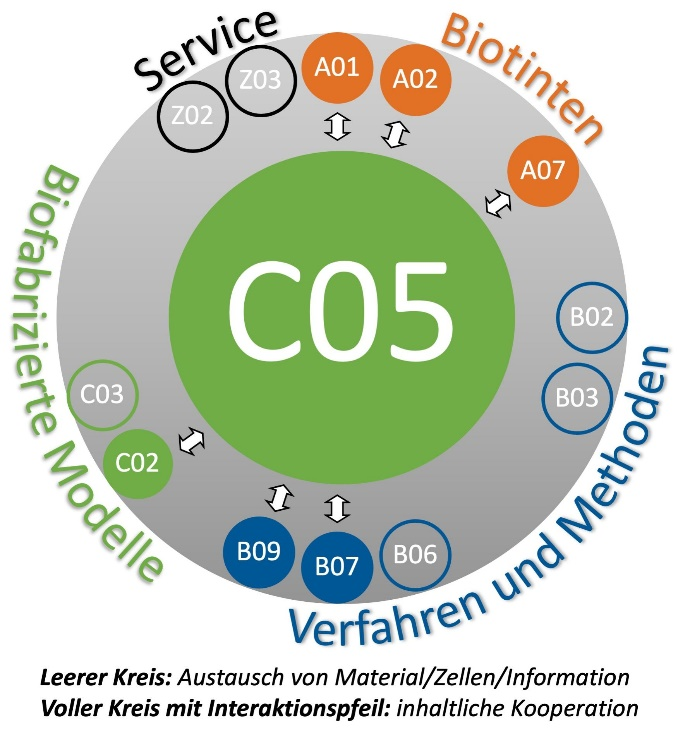 Service
Biotinten
Z03
A01
A02
Z02
A07
Biofabrizierte Modelle
C05
B02
C03
B03
Verfahren und Methoden
C02
B09
B07
B06
Leerer Kreis: Austausch von Material/Zellen/Information
Voller Kreis mit Interaktionspfeil: inhaltliche Kooperation